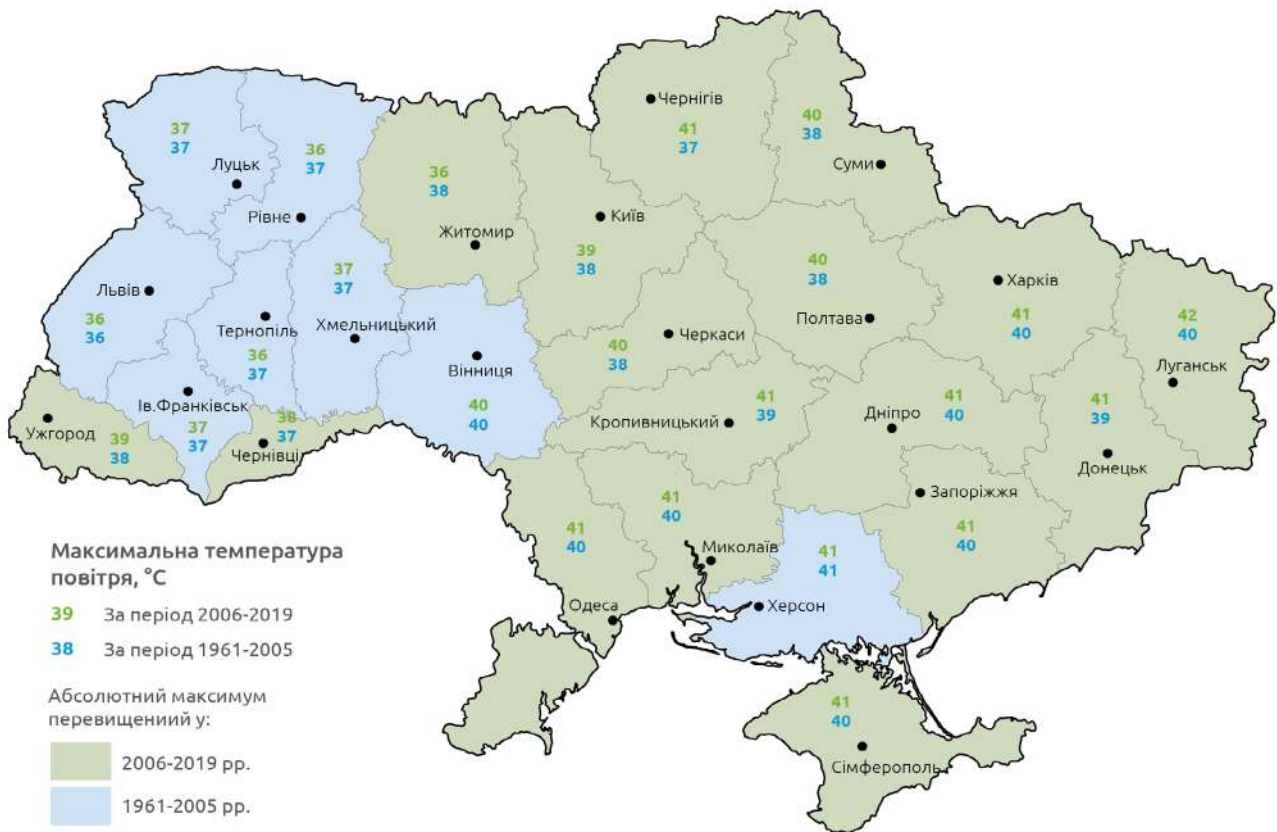 Чернігів
41
37
40
38
Суми
37
37
Луцьк
36
37
Рівне
36
38
Житомир
Київ
39
38
40
38
Полтава
Харків
41
40
42
40
Луганськ
Львів
36
36
Тернопіль
36
37
37
37
Хмельницький
Вінниця
40
40
Черкаси
40
38
Кропивницький
41
39
Дніпро
41
40
41
39
Донецьк
Ів.Франківськ
37
37
Ужгород
39
38
38
37
Чернівці
Запоріжжя
41
40
41
40
Миколаїв
41
40
Одеса
41
41
Херсон
41
40
Сімферополь
Максимальна температура
повітря, °C
39 За період 2006-2019
38 За період 1961-2005
Абсолютний максимум
перевищениий у:
2006-2019 рр.
1961-2005 рр.